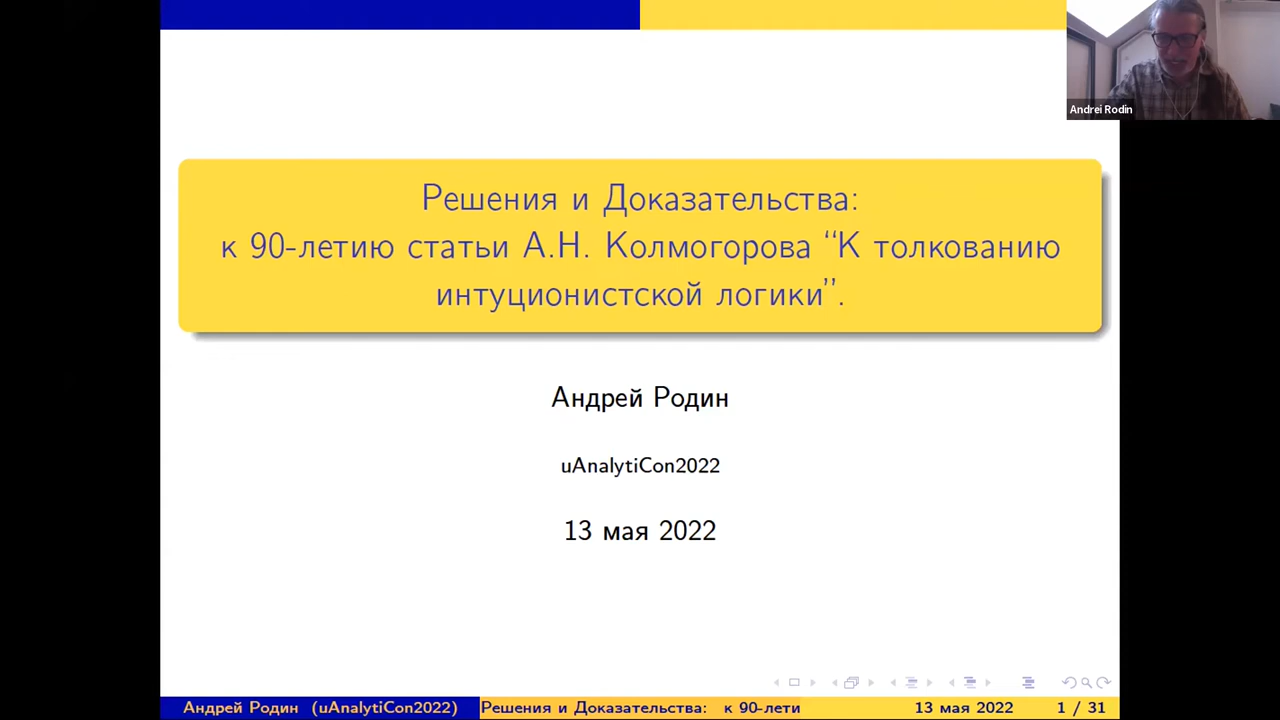 Andrei Rodin
Решения и Доказательства:
к 90-летию статьи А.Н. Колмогорова “К толкованию
интуционистской логики”.
Андрей Родин
uAnalytiCon2022
13 мая 2022
Андрей Родин (uAnalytiCon2022) Решения и Доказательства: к 90-лети 13 мая 2022 1 / 31